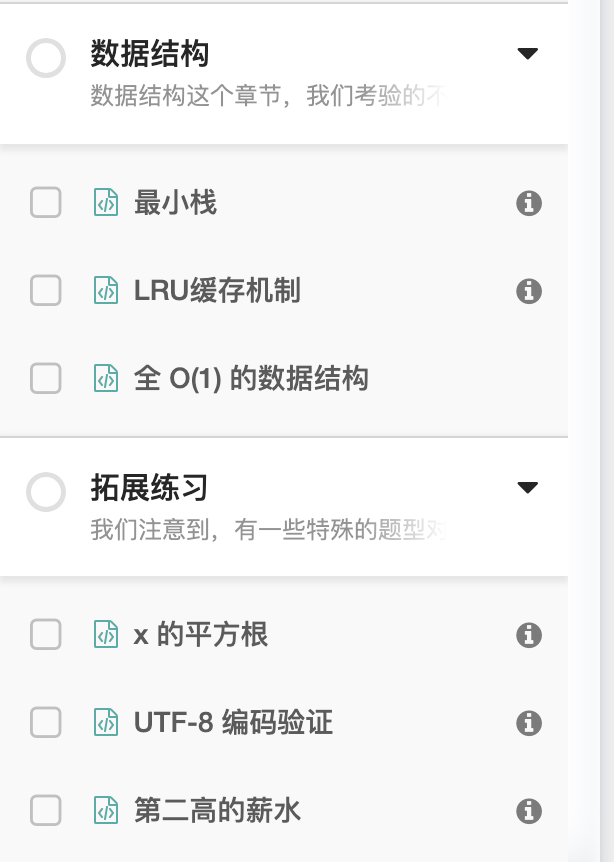 数据结构
数据结构这个章节，我们考验的不
最小栈
LRU缓存机制
全 O(1) 的数据结构
拓展练习
我们注意到，有一些特殊的题型对
x 的平方根
UTF-8 编码验证
第二高的薪水